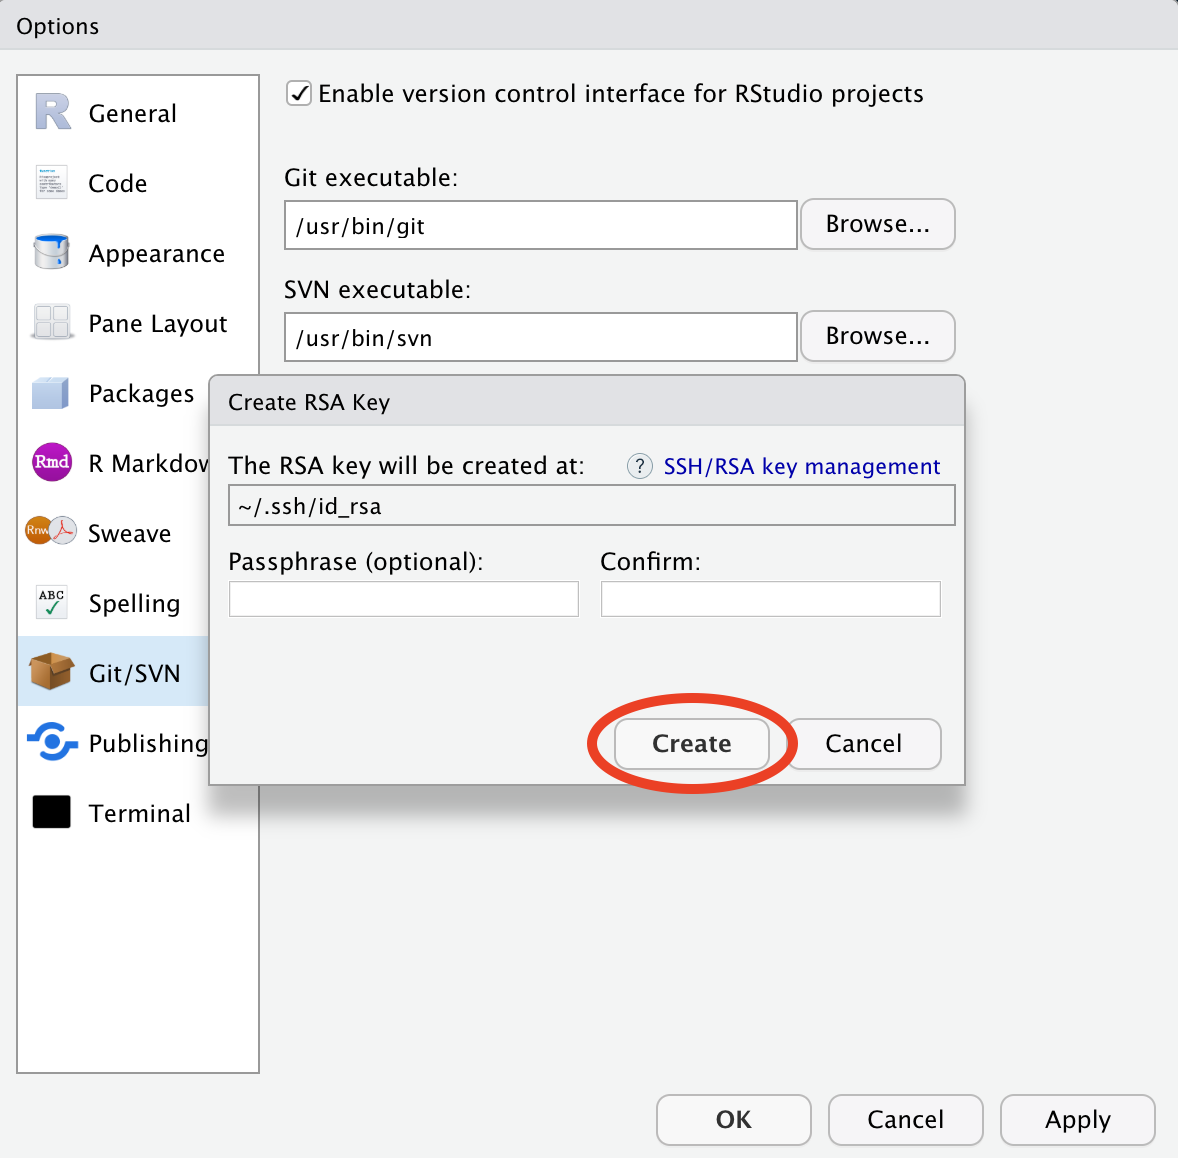 Options
General
Code
Appearance
Pane Layout
Packages
Rmd
R Markdow
Rnw
Sweave
ABC
Spelling
Git/SVN
Publishing
Terminal
Enable version control interface for RStudio projects
Git executable:
/usr/bin/git
Browse...
SVN executable:
/usr/bin/svn
Browse...
Create RSA Key
The RSA key will be created at:
? SSH/RSA key management
~/.ssh/id_rsa
Passphrase (optional):
Confirm:
Create
Cancel
OK
Cancel
Apply